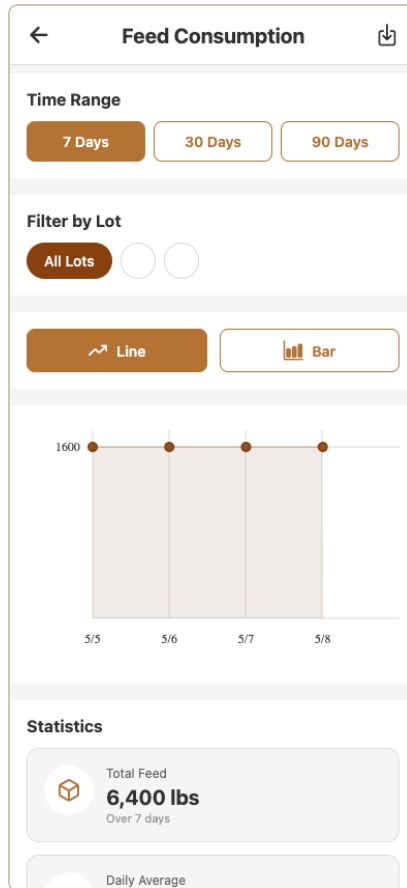 Feed Consumption
Time Range
7 Days
30 Days
90 Days
Filter by Lot
All Lots
Line
Bar
1600
5/5
5/6
5/7
5/8
Statistics
Total Feed
6,400 lbs
Over 7 days
Daily Average